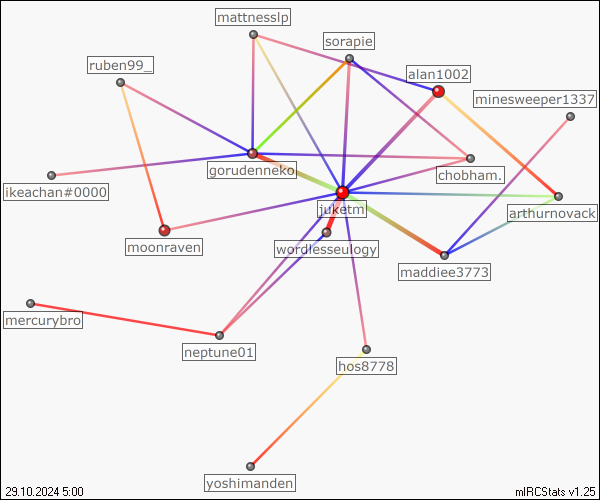 mattnesslp
sorapie
ruben99_
alan1002
minesweeper1337
gorudenneko
chobham.
ikeachan#0000
juketm
arthurnovack
moonraven
wordlesseulogy
maddiee3773
mercurybro
neptune01
hos8778
yoshimanden
29.10.2024 5:00
mIRCStats v1.25